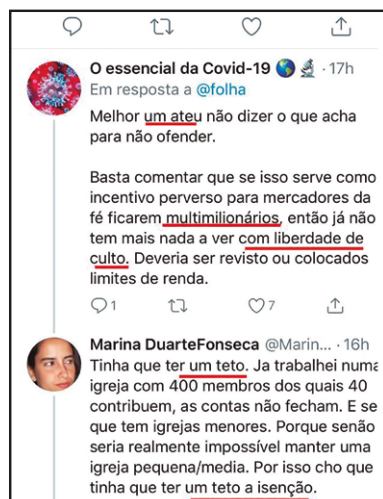 O essencial da Covid-19 🌎 🔬 · 17h
Em resposta a @folha
Melhor um ateu não dizer o que acha
para não ofender.
Basta comentar que se isso serve como
incentivo perverso para mercadores da
fé ficarem multimilionários, então já não
tem mais nada a ver com liberdade de
culto. Deveria ser revisto ou colocados
limites de renda.
1 7
Marina DuarteFonseca @Marin... · 16h
Tinha que ter um teto. Ja trabalhei numa
igreja com 400 membros dos quais 40
contribuem, as contas não fecham. E se
que tem igrejas menores. Porque senão
seria realmente impossível manter uma
igreja pequena/media. Por isso cho que
tinha que ter um teto a isenção.